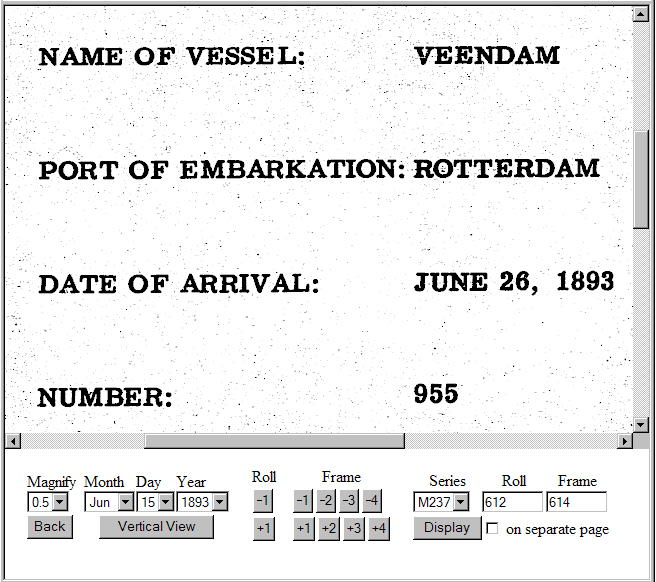 NAME OF VESSEL: VEENDAM
PORT OF EMBARKATION: ROTTERDAM
DATE OF ARRIVAL: JUNE 26, 1893
NUMBER: 955
Magnify Month Day Year Roll Frame Series Roll Frame
0.5 Jun 15 1893 -1 -1 -2 -3 -4 M237 612 614
Back Vertical View +1 +1 +2 +3 +4 Display on separate page